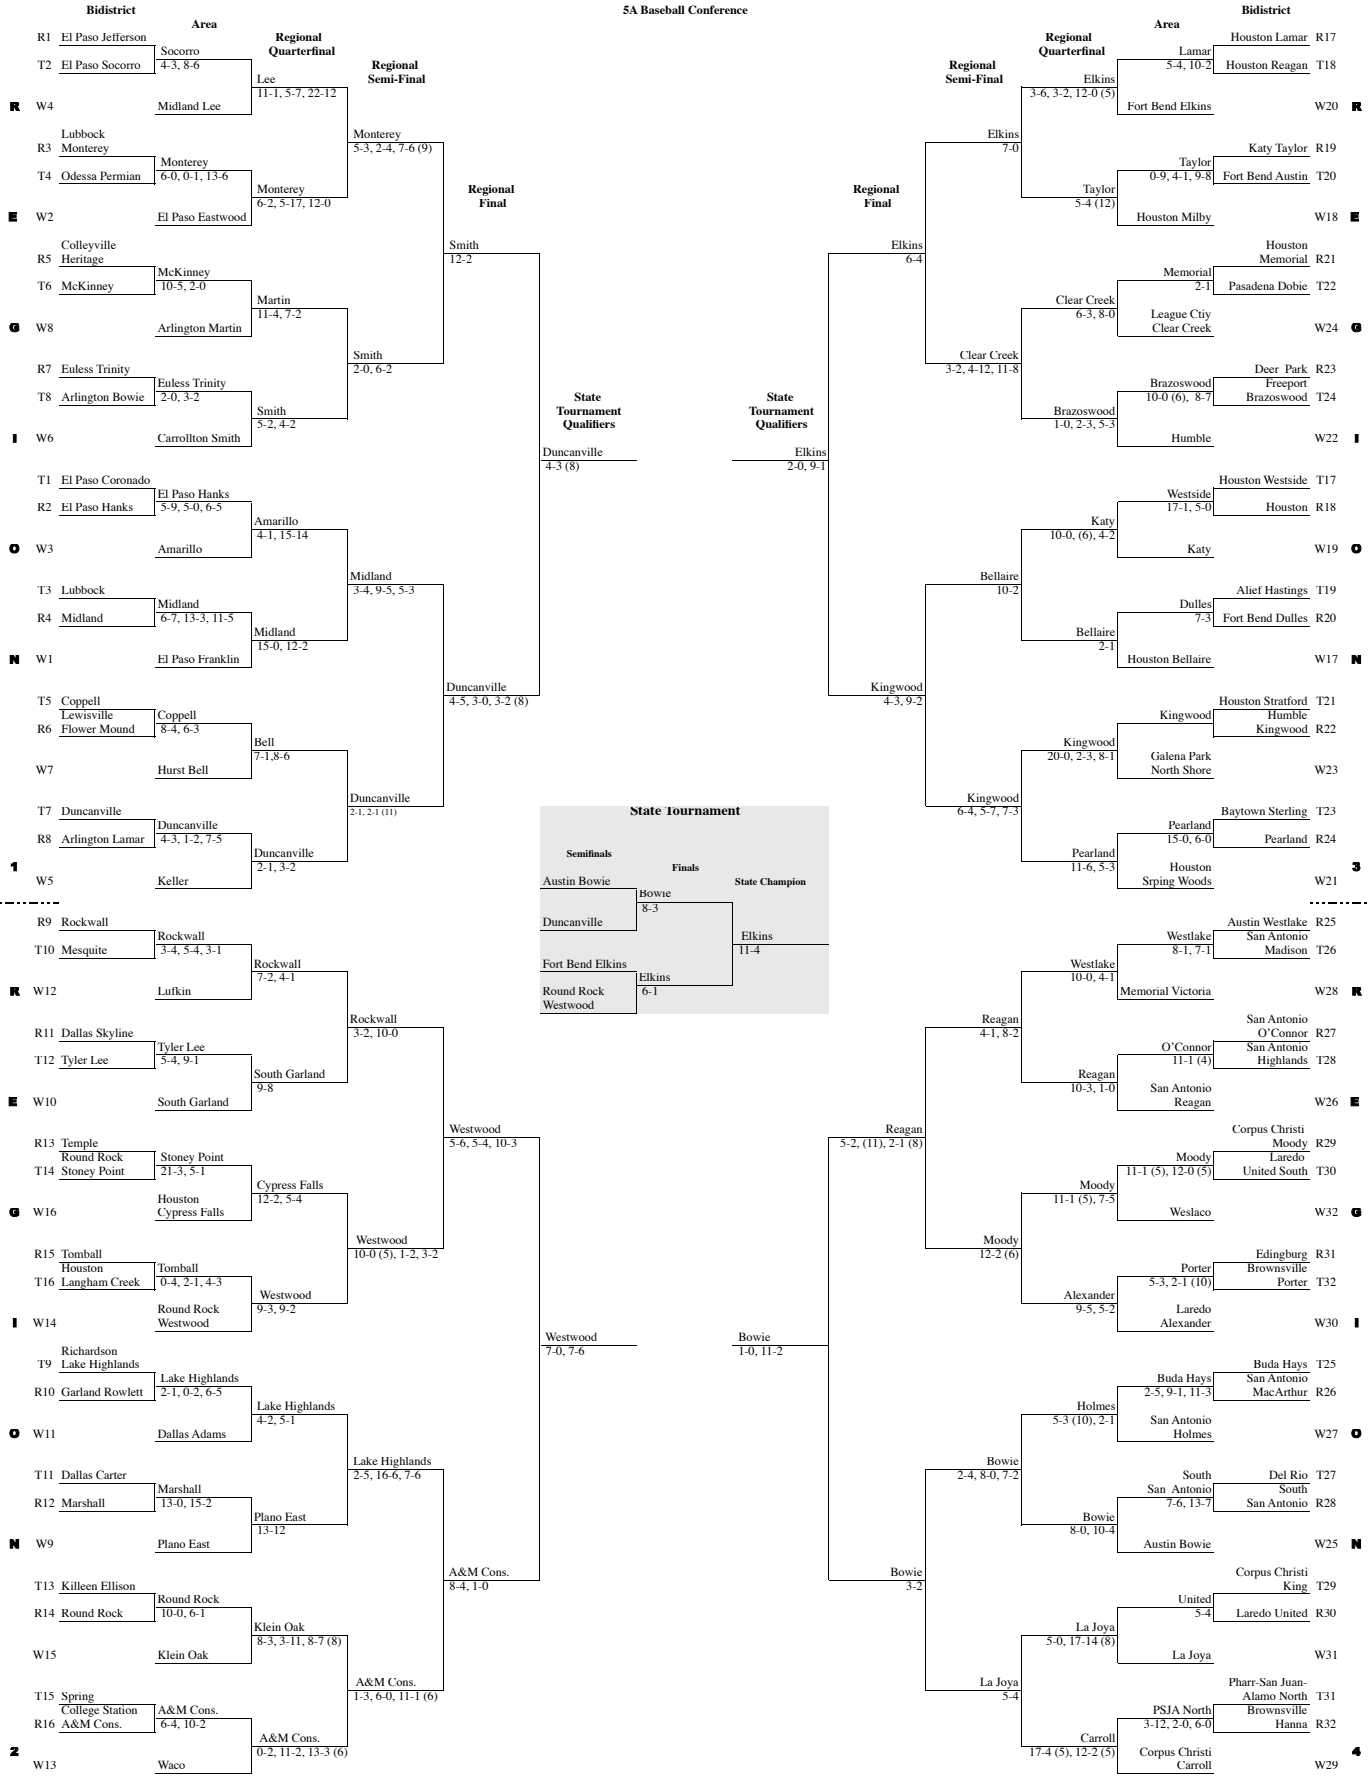 5A Baseball Conference
Bidistrict
Area
Regional
Quarterfinal
Regional
Semi-Final
Regional
Final
State
Tournament
Qualifiers
R1 El Paso Jefferson
Socorro
T2 El Paso Socorro
4-3, 8-6
Lee
11-1, 5-7, 22-12
R W4 Midland Lee
Monterey
5-3, 2-4, 7-6 (9)
Lubbock
R3 Monterey
Monterey
T4 Odessa Permian
6-0, 0-1, 13-6
Monterey
6-2, 5-17, 12-0
E W2 El Paso Eastwood
Smith
12-2
Colleyville
R5 Heritage
McKinney
T6 McKinney
10-5, 2-0
Martin
11-4, 7-2
G W8 Arlington Martin
Smith
2-0, 6-2
R7 Euless Trinity
Euless Trinity
T8 Arlington Bowie
2-0, 3-2
Smith
5-2, 4-2
I W6 Carrollton Smith
Duncanville
4-3 (8)
T1 El Paso Coronado
El Paso Hanks
R2 El Paso Hanks
5-9, 5-0, 6-5
Amarillo
4-1, 15-14
O W3 Amarillo
Midland
3-4, 9-5, 5-3
T3 Lubbock
Midland
R4 Midland
6-7, 13-3, 11-5
Midland
15-0, 12-2
N W1 El Paso Franklin
Duncanville
4-5, 3-0, 3-2 (8)
T5 Coppell
Lewisville
Coppell
R6 Flower Mound
8-4, 6-3
Bell
7-1,8-6
W7 Hurst Bell
Duncanville
2-1, 2-1 (11)
T7 Duncanville
Duncanville
R8 Arlington Lamar
4-3, 1-2, 7-5
Duncanville
2-1, 3-2
1 W5 Keller
R9 Rockwall
Rockwall
T10 Mesquite
3-4, 5-4, 3-1
Rockwall
7-2, 4-1
R W12 Lufkin
Rockwall
3-2, 10-0
R11 Dallas Skyline
Tyler Lee
T12 Tyler Lee
5-4, 9-1
South Garland
9-8
E W10 South Garland
Westwood
5-6, 5-4, 10-3
R13 Temple
Round Rock
Stoney Point
T14 Stoney Point
21-3, 5-1
Cypress Falls
12-2, 5-4
Houston
G W16 Cypress Falls
Westwood
10-0 (5), 1-2, 3-2
R15 Tomball
Houston
Tomball
T16 Langham Creek
0-4, 2-1, 4-3
Westwood
9-3, 9-2
Round Rock
I W14 Westwood
Westwood
7-0, 7-6
Richardson
T9 Lake Highlands
Lake Highlands
R10 Garland Rowlett
2-1, 0-2, 6-5
Lake Highlands
4-2, 5-1
O W11 Dallas Adams
Lake Highlands
2-5, 16-6, 7-6
T11 Dallas Carter
Marshall
R12 Marshall
13-0, 15-2
Plano East
13-12
N W9 Plano East
A&M Cons.
8-4, 1-0
T13 Killeen Ellison
Round Rock
R14 Round Rock
10-0, 6-1
Klein Oak
8-3, 3-11, 8-7 (8)
W15 Klein Oak
A&M Cons.
1-3, 6-0, 11-1 (6)
T15 Spring
College Station
A&M Cons.
R16 A&M Cons.
6-4, 10-2
A&M Cons.
0-2, 11-2, 13-3 (6)
2 W13 Waco
State Tournament
Semifinals
Finals
State Champion
Austin Bowie
Bowie
8-3
Duncanville
Elkins
11-4
Fort Bend Elkins
Elkins
6-1
Round Rock
Westwood
Bidistrict
Area
Regional
Quarterfinal
Regional
Semi-Final
Regional
Final
State
Tournament
Qualifiers
Houston Lamar R17
Lamar
5-4, 10-2
Houston Reagan T18
Elkins
3-6, 3-2, 12-0 (5)
Fort Bend Elkins W20 R
Elkins
7-0
Katy Taylor R19
Taylor
0-9, 4-1, 9-8
Fort Bend Austin T20
Taylor
5-4 (12)
Houston Milby W18 E
Elkins
6-4
Houston
Memorial R21
Memorial
2-1
Pasadena Dobie T22
Clear Creek
6-3, 8-0
League Ctiy
Clear Creek W24 G
Clear Creek
3-2, 4-12, 11-8
Deer Park R23
Brazoswood
10-0 (6), 8-7
Freeport
Brazoswood T24
Brazoswood
1-0, 2-3, 5-3
Humble W22 I
Elkins
2-0, 9-1
Houston Westside T17
Westside
17-1, 5-0
Houston R18
Katy
10-0, (6), 4-2
Katy W19 O
Bellaire
10-2
Alief Hastings T19
Dulles
7-3
Fort Bend Dulles R20
Bellaire
2-1
Houston Bellaire W17 N
Kingwood
4-3, 9-2
Houston Stratford T21
Kingwood
Humble
Kingwood R22
Kingwood
20-0, 2-3, 8-1
Galena Park
North Shore W23
Kingwood
6-4, 5-7, 7-3
Baytown Sterling T23
Pearland
15-0, 6-0
Pearland R24
Pearland
11-6, 5-3
Houston
Srping Woods W21 3
Austin Westlake R25
Westlake
8-1, 7-1
San Antonio
Madison T26
Westlake
10-0, 4-1
Memorial Victoria W28 R
Reagan
4-1, 8-2
San Antonio
O'Connor R27
O'Connor
11-1 (4)
San Antonio
Highlands T28
Reagan
10-3, 1-0
San Antonio
Reagan W26 E
Reagan
5-2, (11), 2-1 (8)
Corpus Christi
Moody R29
Moody
11-1 (5), 12-0 (5)
Laredo
United South T30
Moody
11-1 (5), 7-5
Weslaco W32 G
Moody
12-2 (6)
Edingburg R31
Porter
5-3, 2-1 (10)
Brownsville
Porter T32
Alexander
9-5, 5-2
Laredo
Alexander W30 I
Bowie
1-0, 11-2
Buda Hays T25
Buda Hays
2-5, 9-1, 11-3
San Antonio
MacArthur R26
Holmes
5-3 (10), 2-1
San Antonio
Holmes W27 O
Bowie
2-4, 8-0, 7-2
Del Rio T27
South
San Antonio
7-6, 13-7
South
San Antonio R28
Bowie
8-0, 10-4
Austin Bowie W25 N
Bowie
3-2
Corpus Christi
King T29
United
5-4
Laredo United R30
La Joya
5-0, 17-14 (8)
La Joya W31
La Joya
5-4
Pharr-San Juan-
Alamo North T31
PSJA North
3-12, 2-0, 6-0
Brownsville
Hanna R32
Carroll
17-4 (5), 12-2 (5)
Corpus Christi
Carroll W29 4